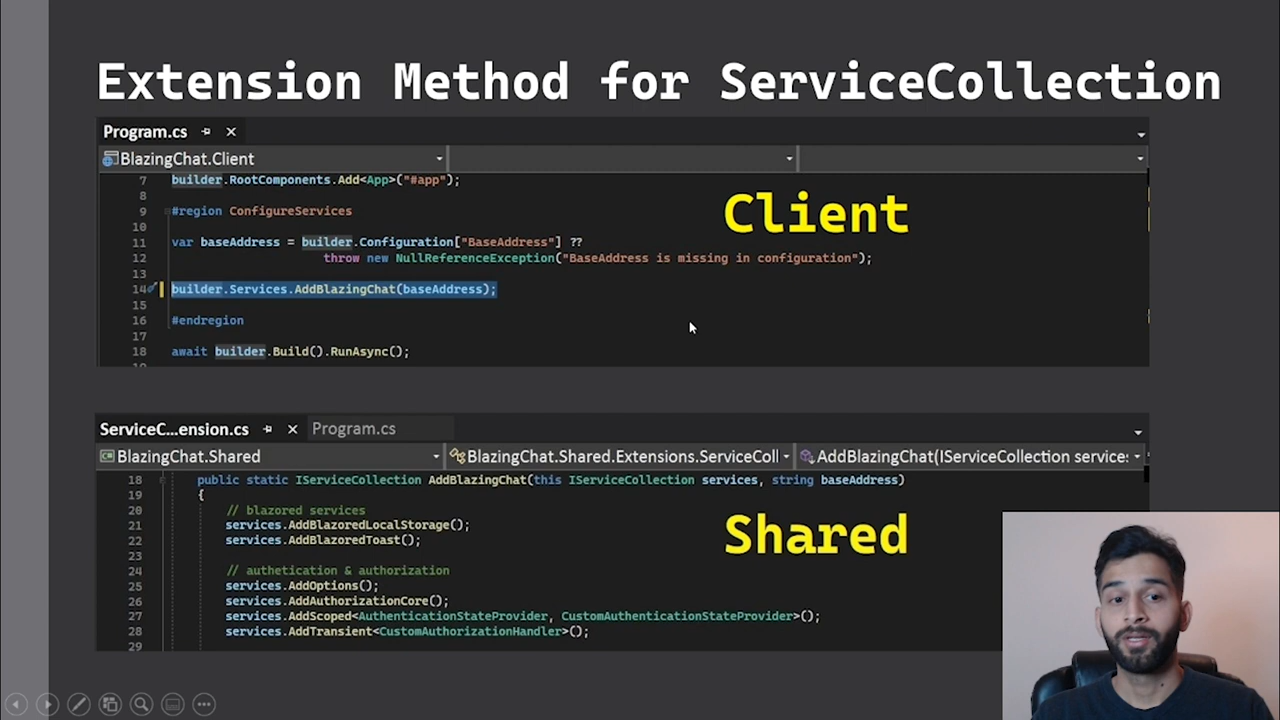 Extension Method for ServiceCollection
Program.cs
BlazingChat.Client
7 builder.RootComponents.Add<App>("#app");
8
9 #region ConfigureServices
10
11 var baseAddress = builder.Configuration["BaseAddress"] ??
12 throw new NullReferenceException("BaseAddress is missing in configuration");
13
14 builder.Services.AddBlazingChat(baseAddress);
15
16 #endregion
17
18 await builder.Build().RunAsync();
Client
ServiceC...ension.cs Program.cs
BlazingChat.Shared BlazingChat.Shared.Extensions.ServiceColl AddBlazingChat(IServiceCollection services
18 public static IServiceCollection AddBlazingChat(this IServiceCollection services, string baseAddress)
19 {
20 // blazored services
21 services.AddBlazoredLocalStorage();
22 services.AddBlazoredToast();
23
24 // authetication & authorization
25 services.AddOptions();
26 services.AddAuthorizationCore();
27 services.AddScoped<AuthenticationStateProvider, CustomAuthenticationStateProvider>();
28 services.AddTransient<CustomAuthorizationHandler>();
29
Shared